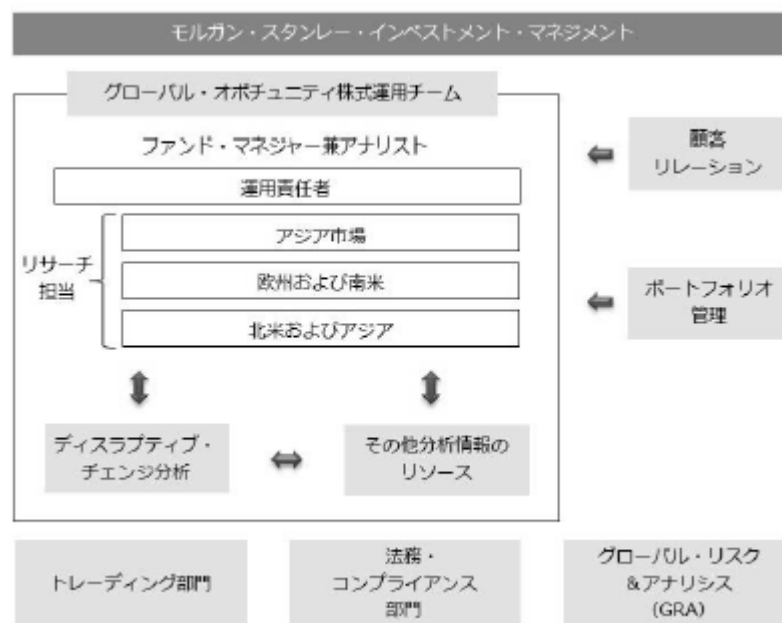 モルガン・スタンレー・インベストメント・マネジメント
グローバル・オポチュニティ株式運用チーム
ファンド・マネジャー兼アナリスト
運用責任者
リサーチ
担当
アジア市場
欧州および南米
北米およびアジア
ディスラプティブ・
チェンジ分析
その他分析情報の
リソース
顧客
リレーション
ポートフォリオ
管理
トレーディング部門
法務・
コンプライアンス
部門
グローバル・リスク
&アナリシス
(GRA)